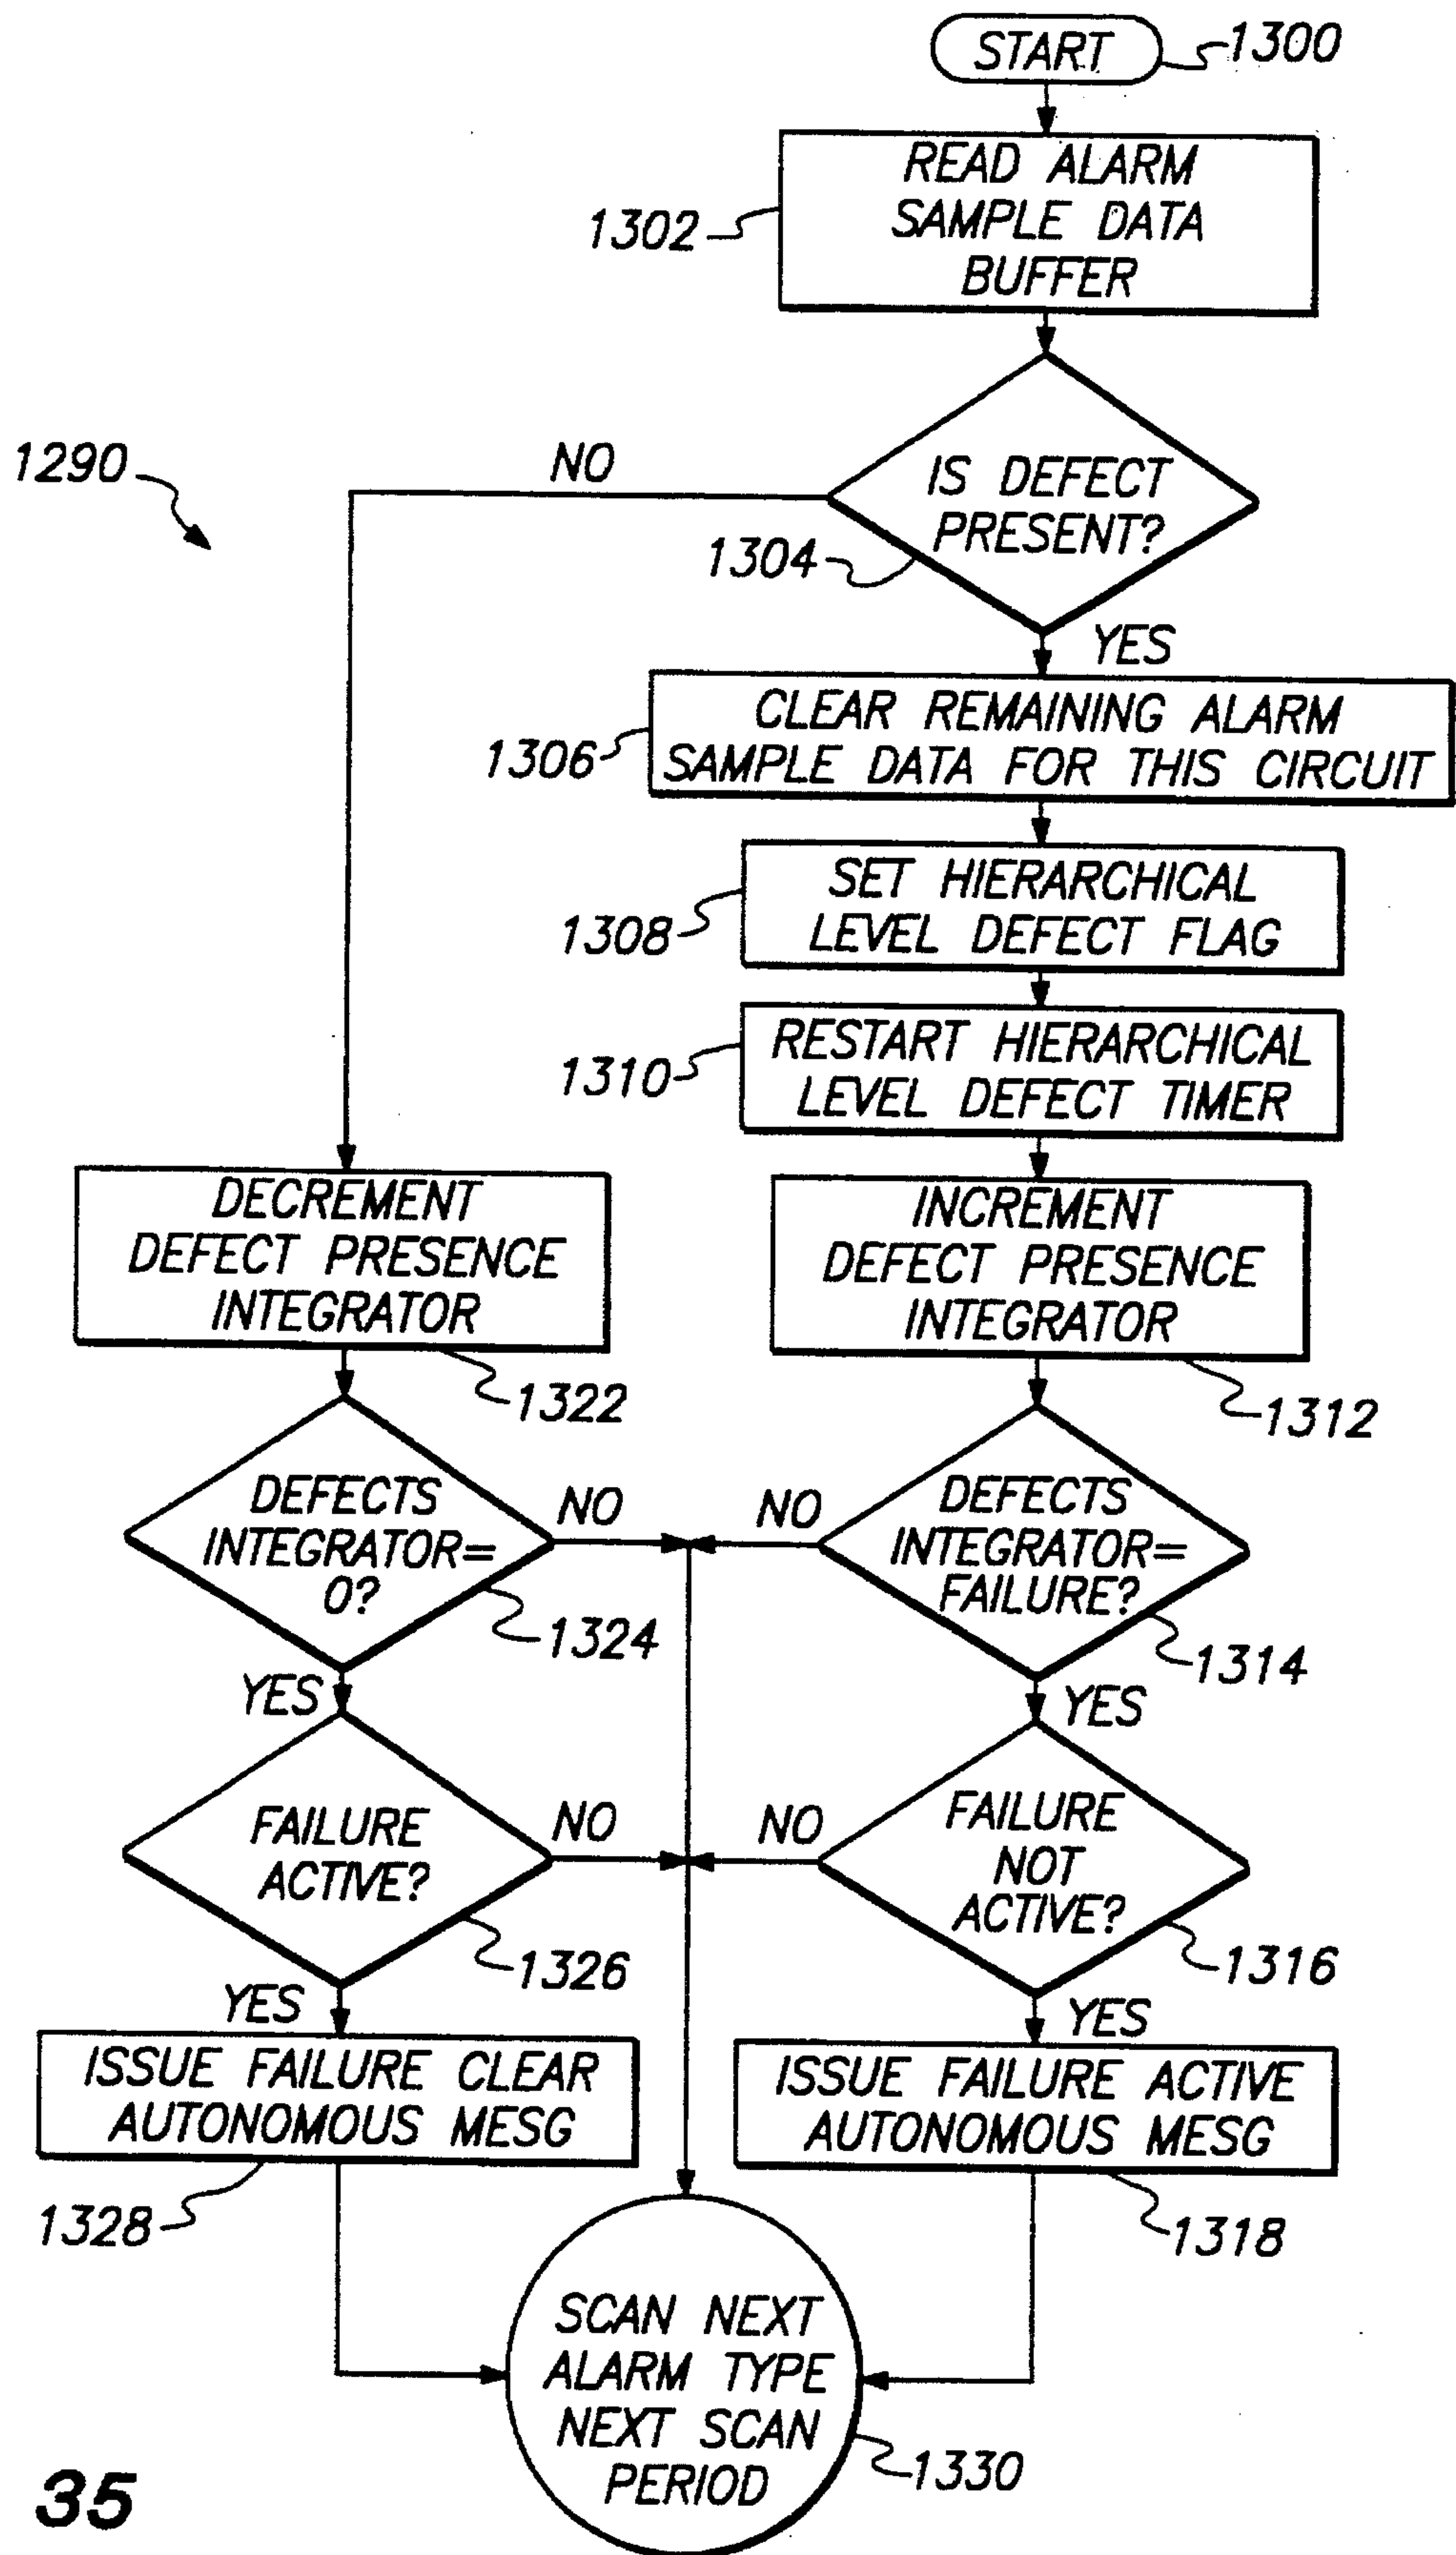 START
1300
READ ALARM
SAMPLE DATA
BUFFER
1302
IS DEFECT
PRESENT?
NO
1290
1304
YES
CLEAR REMAINING ALARM
SAMPLE DATA FOR THIS CIRCUIT
1306
SET HIERARCHICAL
LEVEL DEFECT FLAG
1308
RESTART HIERARCHICAL
LEVEL DEFECT TIMER
1310
DECREMENT
DEFECT PRESENCE
INTEGRATOR
1322
INCREMENT
DEFECT PRESENCE
INTEGRATOR
1312
DEFECTS
INTEGRATOR=
0?
NO
1324
YES
NO
DEFECTS
INTEGRATOR=
FAILURE?
1314
YES
FAILURE
ACTIVE?
NO
1326
YES
NO
FAILURE
NOT
ACTIVE?
1316
YES
ISSUE FAILURE CLEAR
AUTONOMOUS MESG
1328
ISSUE FAILURE ACTIVE
AUTONOMOUS MESG
1318
SCAN NEXT
ALARM TYPE
NEXT SCAN
PERIOD
1330
35